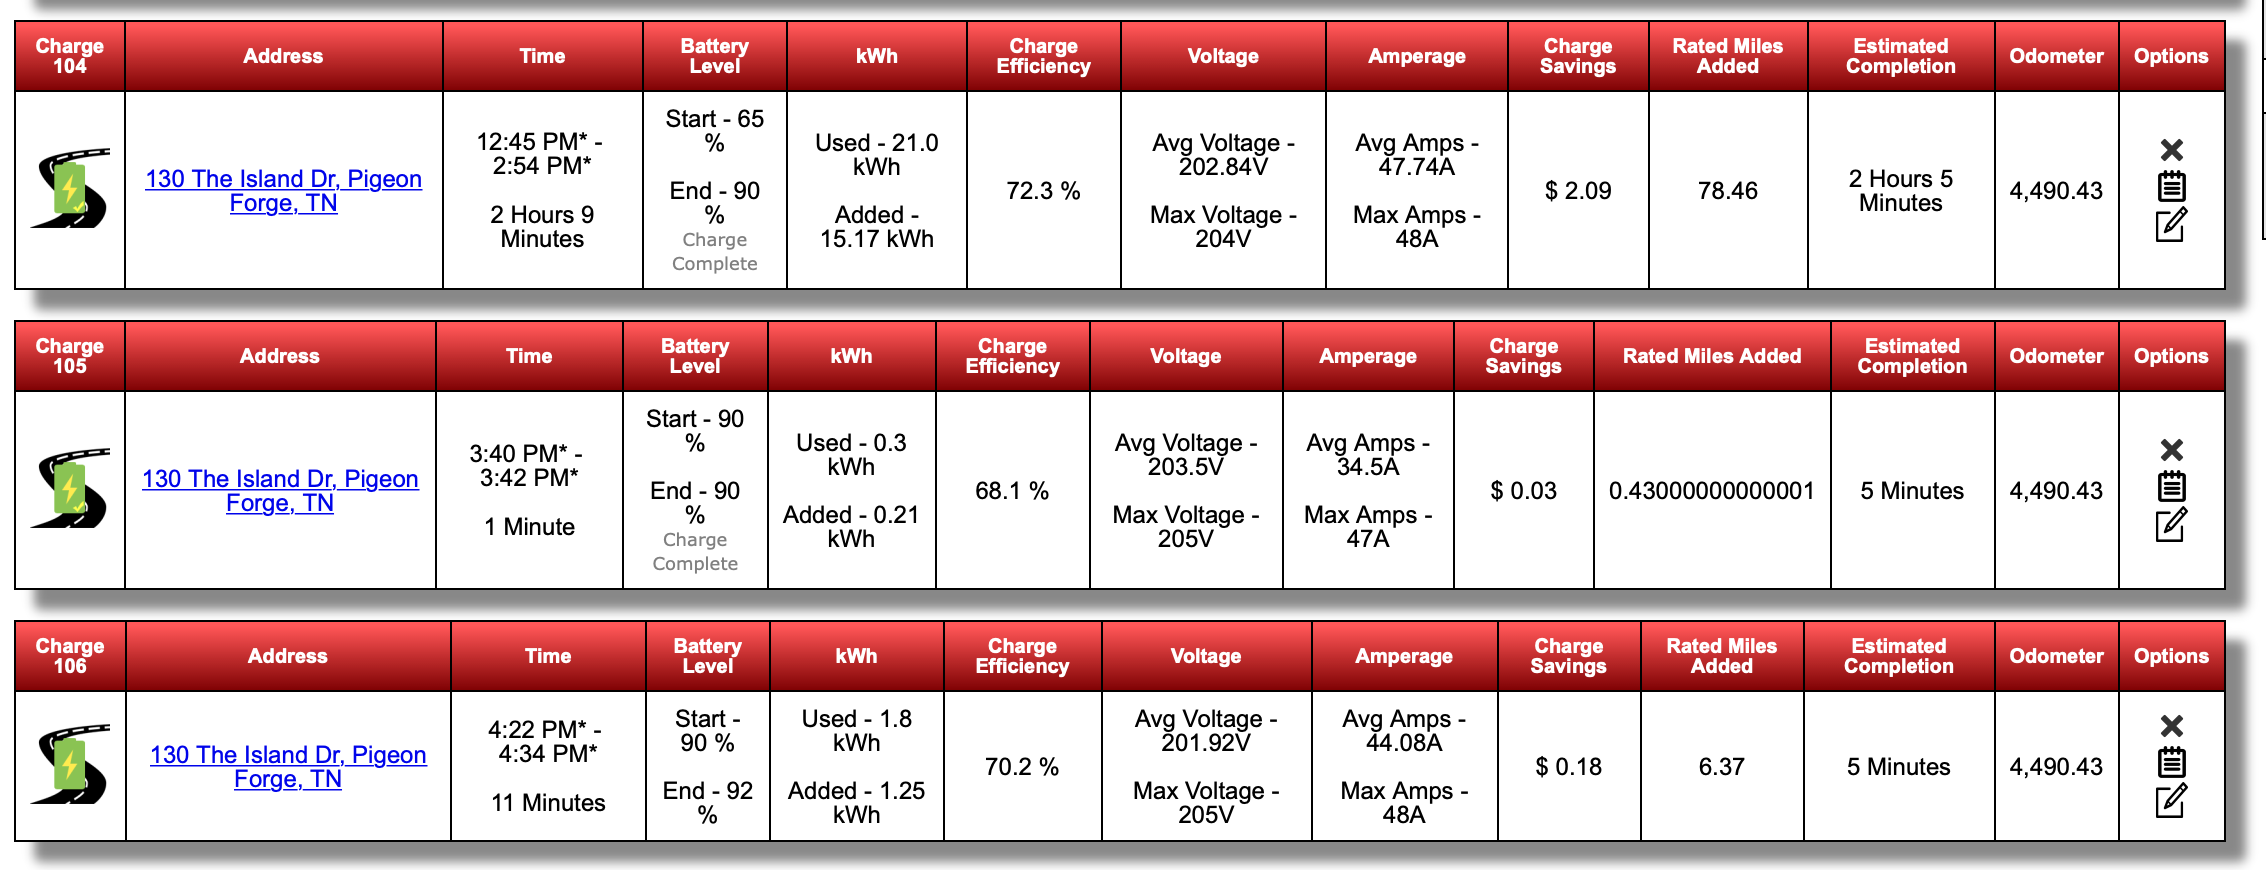 Charge
104
Address
Time
Battery
Level
kWh
Charge
Efficiency
Voltage
Amperage
Charge
Savings
Rated Miles
Added
Estimated
Completion
Odometer
Options
130 The Island Dr, Pigeon
Forge, TN
12:45 PM* -
2:54 PM*
2 Hours 9
Minutes
Start - 65
%
End - 90
%
Charge
Complete
Used - 21.0
kWh
Added -
15.17 kWh
72.3 %
Avg Voltage -
202.84V
Max Voltage -
204V
Avg Amps -
47.74A
Max Amps -
48A
$ 2.09
78.46
2 Hours 5
Minutes
4,490.43
Charge
105
Address
Time
Battery
Level
kWh
Charge
Efficiency
Voltage
Amperage
Charge
Savings
Rated Miles Added
Estimated
Completion
Odometer
Options
130 The Island Dr, Pigeon
Forge, TN
3:40 PM* -
3:42 PM*
1 Minute
Start - 90
%
End - 90
%
Charge
Complete
Used - 0.3
kWh
Added - 0.21
kWh
68.1 %
Avg Voltage -
203.5V
Max Voltage -
205V
Avg Amps -
34.5A
Max Amps -
47A
$ 0.03
0.43000000000001
5 Minutes
4,490.43
Charge
106
Address
Time
Battery
Level
kWh
Charge
Efficiency
Voltage
Amperage
Charge
Savings
Rated Miles
Added
Estimated
Completion
Odometer
Options
130 The Island Dr, Pigeon
Forge, TN
4:22 PM* -
4:34 PM*
11 Minutes
Start -
90 %
End - 92
%
Used - 1.8
kWh
Added - 1.25
kWh
70.2 %
Avg Voltage -
201.92V
Max Voltage -
205V
Avg Amps -
44.08A
Max Amps -
48A
$ 0.18
6.37
5 Minutes
4,490.43